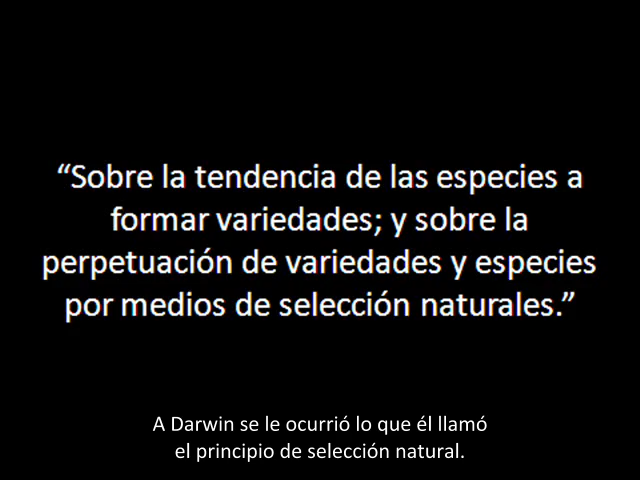 “Sobre la tendencia de las especies a
formar variedades; y sobre la
perpetuación de variedades y especies
por medios de selección naturales.”
A Darwin se le ocurrió lo que él llamó
el principio de selección natural.